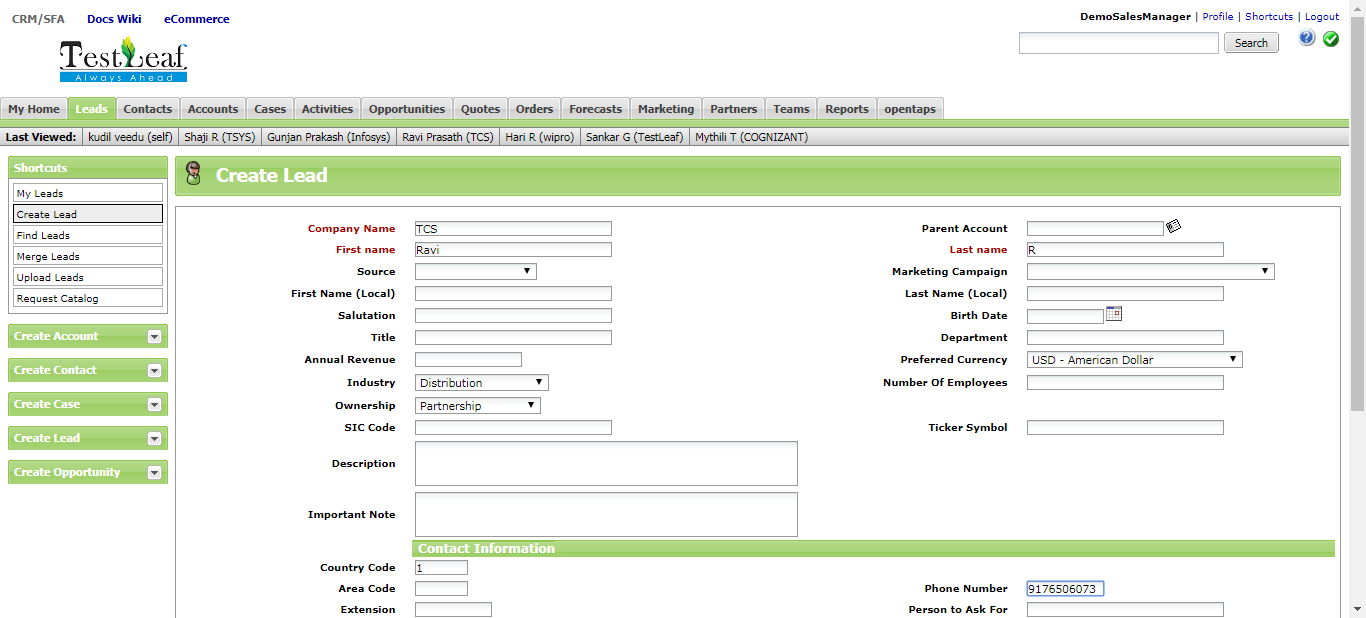 CRM/SFA Docs Wiki eCommerce
DemoSalesManager | Profile | Shortcuts | Logout
TestLeaf
Always Ahead
Search
?
My Home Leads Contacts Accounts Cases Activities Opportunities Quotes Orders Forecasts Marketing Partners Teams Reports opentaps
Last Viewed: kudil veedu (self) Shaji R (TSYS) Gunjan Prakash (Infosys) Ravi Prasath (TCS) Hari R (wipro) Sankar G (TestLeaf) Mythili T (COGNIZANT)
Shortcuts
My Leads
Create Lead
Find Leads
Merge Leads
Upload Leads
Request Catalog
Create Account
Create Contact
Create Case
Create Lead
Create Opportunity
Create Lead
Company Name TCS Parent Account
First name Ravi Last name R
Source Marketing Campaign
First Name (Local) Last Name (Local)
Salutation Birth Date
Title Department
Annual Revenue Preferred Currency USD - American Dollar
Industry Distribution Number Of Employees
Ownership Partnership
SIC Code Ticker Symbol
Description
Important Note
Contact Information
Country Code 1
Area Code Phone Number 9176506073
Extension Person to Ask For